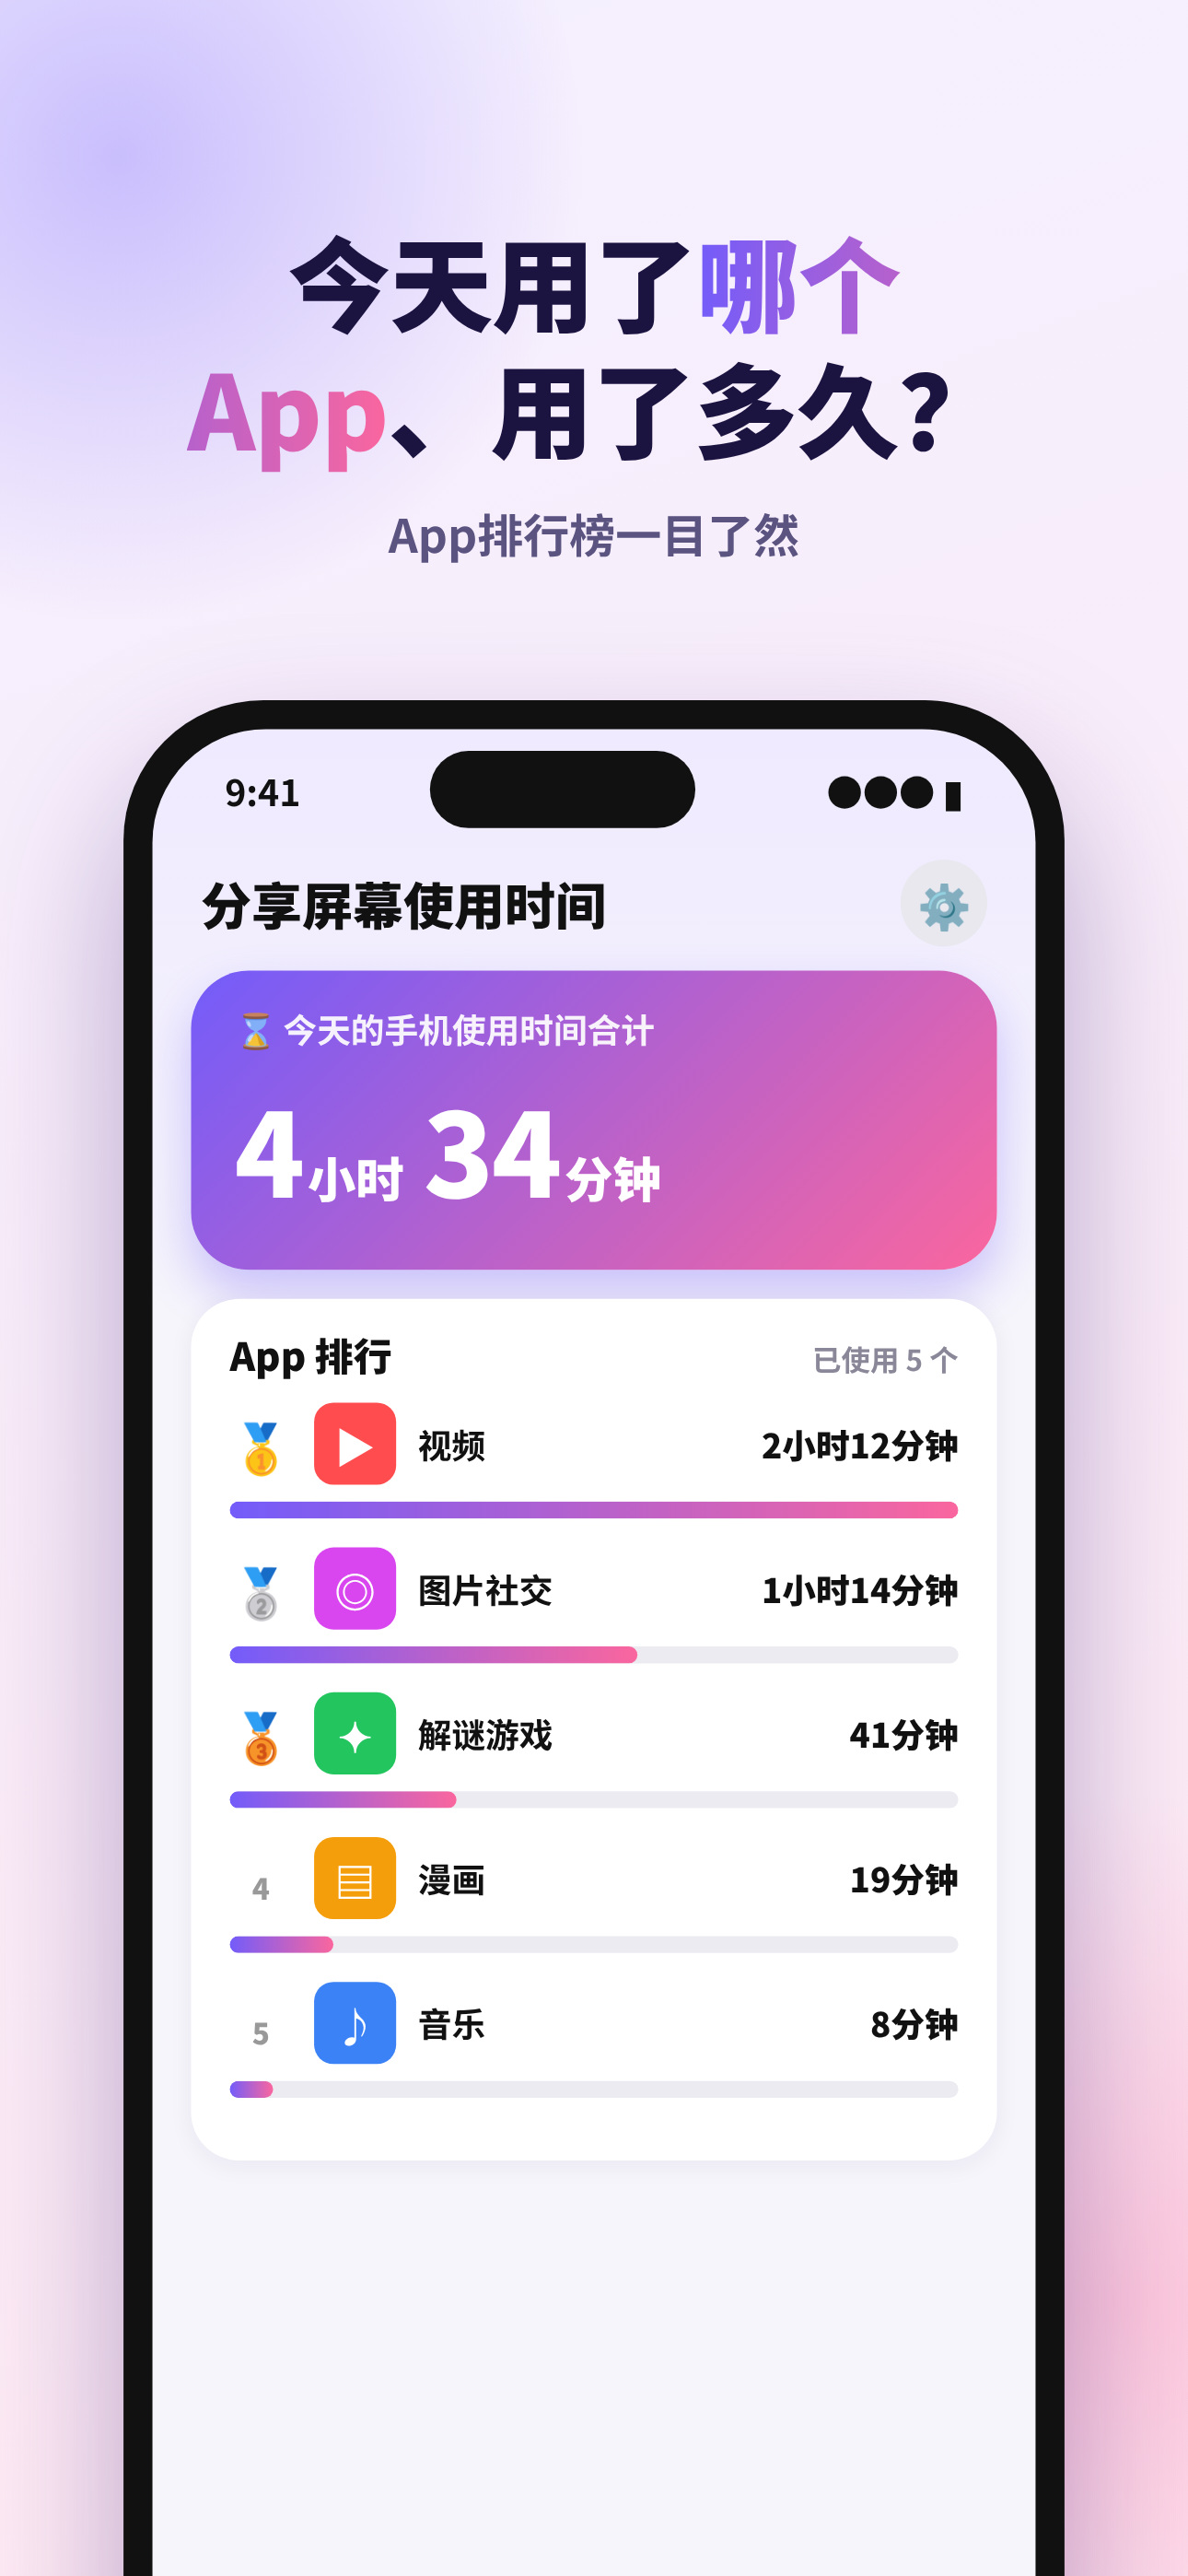 今天用了哪个
App、用了多久？
App排行榜一目了然
9:41
分享屏幕使用时间
今天的手机使用时间合计
4小时 34分钟
App 排行
已使用 5 个
1
视频
2小时12分钟
2
图片社交
1小时14分钟
3
解谜游戏
41分钟
4
漫画
19分钟
5
音乐
8分钟